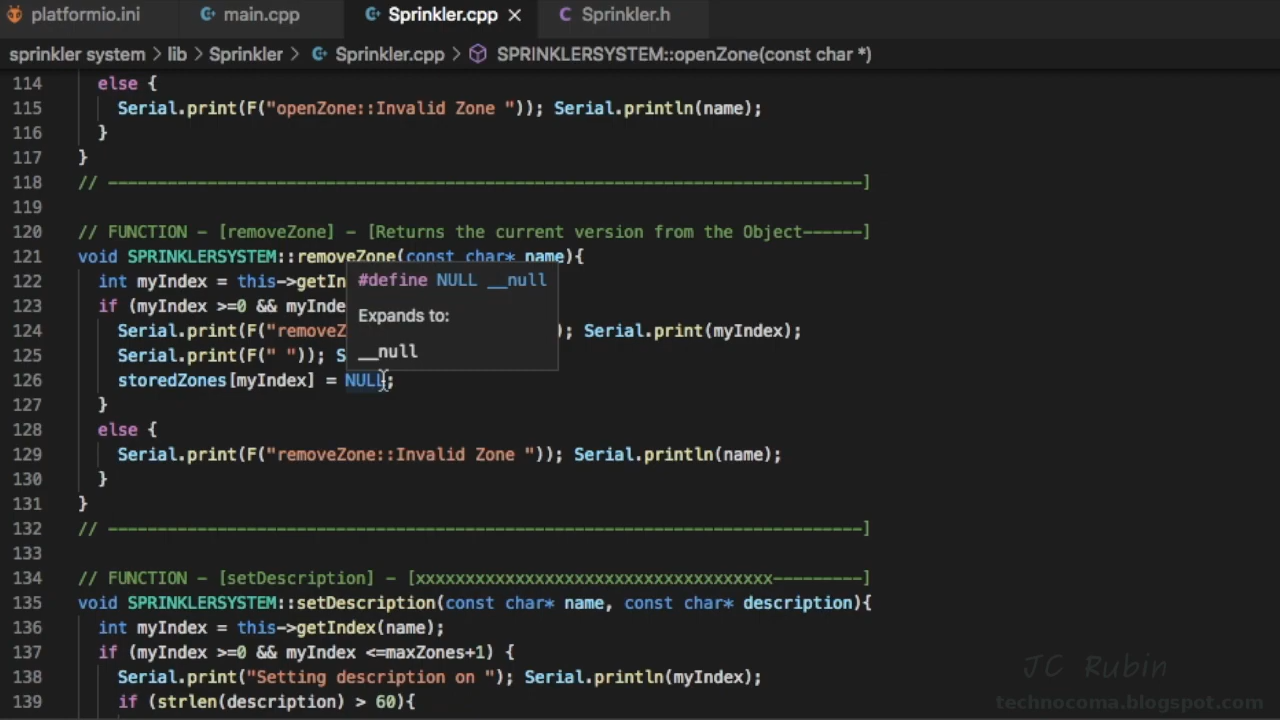 platformio.ini main.cpp Sprinkler.cpp Sprinkler.h
sprinkler system > lib > Sprinkler > Sprinkler.cpp > SPRINKLERSYSTEM::openZone(const char *)
114 else {
115 Serial.print(F("openZone::Invalid Zone ")); Serial.println(name);
116 }
117 }
118 // ----------------------------------------------------------------------------]
119
120 // FUNCTION - [removeZone] - [Returns the current version from the Object------]
121 void SPRINKLERSYSTEM::removeZone(const char* name){
122 int myIndex = this->getIn
#define NULL __null
123 if (myIndex >=0 && myInde
Expands to:
124 Serial.print(F("removeZ ); Serial.print(myIndex);
125 Serial.print(F(" ")); S
__null
126 storedZones[myIndex] = NULL;
127 }
128 else {
129 Serial.print(F("removeZone::Invalid Zone ")); Serial.println(name);
130 }
131 }
132 // ----------------------------------------------------------------------------]
133
134 // FUNCTION - [setDescription] - [xxxxxxxxxxxxxxxxxxxxxxxxxxxxxxxxxxxx---------]
135 void SPRINKLERSYSTEM::setDescription(const char* name, const char* description){
136 int myIndex = this->getIndex(name);
137 if (myIndex >=0 && myIndex <=maxZones+1) {
138 Serial.print("Setting description on "); Serial.println(myIndex);
139 if (strlen(description) > 60){
JC Rubin
technocoma.blogspot.com